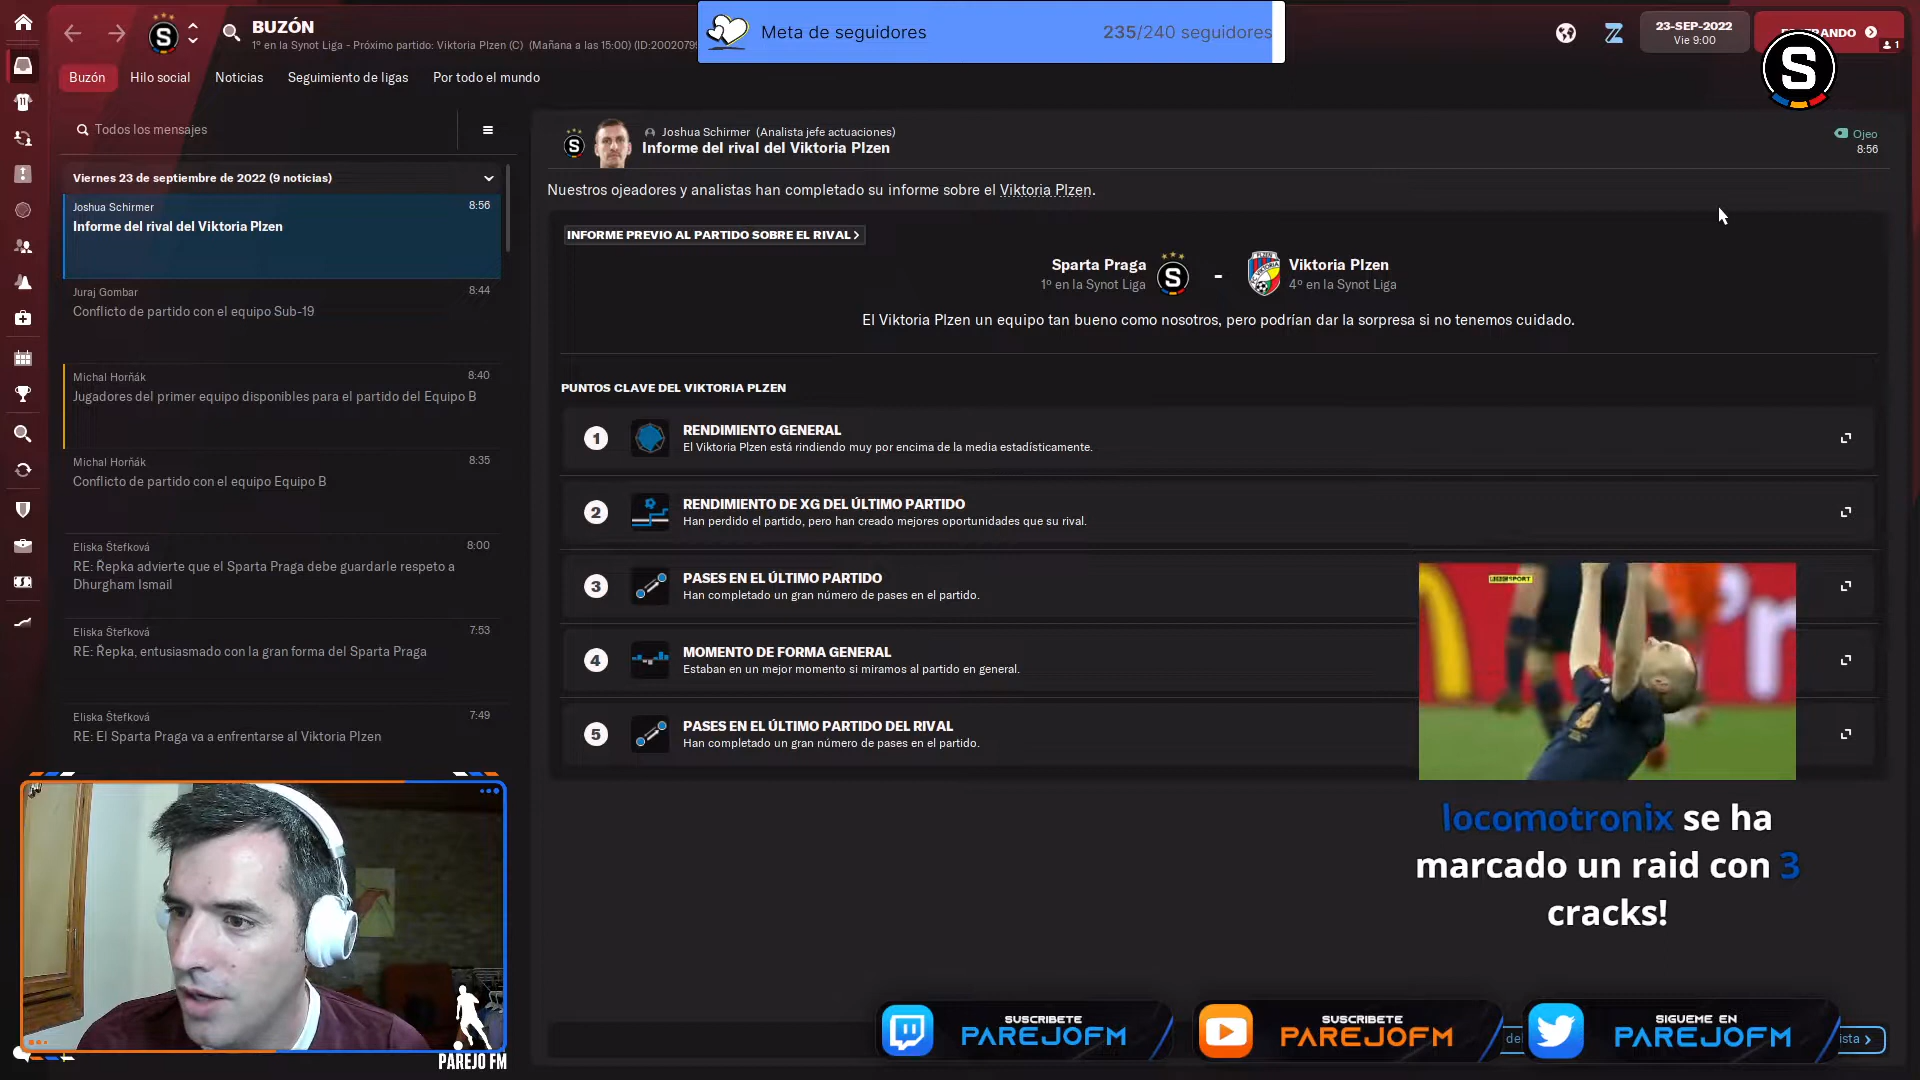 BUZÓN
1º en la Synot Liga - Próximo partido: Viktoria Plzen (C) (Mañana a las 15:00) (ID:20020799
Meta de seguidores
235/240 seguidores
23-SEP-2022
Vie 9:00
1
Buzón
Hilo social
Noticias
Seguimiento de ligas
Por todo el mundo
Todos los mensajes
Viernes 23 de septiembre de 2022 (9 noticias)
Joshua Schirmer
8:56
Informe del rival del Viktoria Plzen
Juraj Gombar
8:44
Conflicto de partido con el equipo Sub-19
Michal Horňák
8:40
Jugadores del primer equipo disponibles para el partido del Equipo B
Michal Horňák
8:35
Conflicto de partido con el equipo Equipo B
Eliska Štefková
8:00
RE: Řepka advierte que el Sparta Praga debe guardarle respeto a
Dhurgham Ismail
Eliska Štefková
7:53
RE: Řepka, entusiasmado con la gran forma del Sparta Praga
Eliska Štefková
7:49
RE: El Sparta Praga va a enfrentarse al Viktoria Plzen
Joshua Schirmer (Analista jefe actuaciones)
Informe del rival del Viktoria Plzen
Ojeo
8:56
Nuestros ojeadores y analistas han completado su informe sobre el Viktoria Plzen.
INFORME PREVIO AL PARTIDO SOBRE EL RIVAL >
Sparta Praga
1º en la Synot Liga
-
Viktoria Plzen
4º en la Synot Liga
El Viktoria Plzen un equipo tan bueno como nosotros, pero podrían dar la sorpresa si no tenemos cuidado.
PUNTOS CLAVE DEL VIKTORIA PLZEN
1
RENDIMIENTO GENERAL
El Viktoria Plzen está rindiendo muy por encima de la media estadísticamente.
2
RENDIMIENTO DE XG DEL ÚLTIMO PARTIDO
Han perdido el partido, pero han creado mejores oportunidades que su rival.
3
PASES EN EL ÚLTIMO PARTIDO
Han completado un gran número de pases en el partido.
4
MOMENTO DE FORMA GENERAL
Estaban en un mejor momento si miramos al partido en general.
5
PASES EN EL ÚLTIMO PARTIDO DEL RIVAL
Han completado un gran número de pases en el partido.
locomotronix se ha
marcado un raid con 3
cracks!
PAREJO FM
SUSCRIBETE
PAREJOFM
SUSCRIBETE
PAREJOFM
SIGUEME EN
PAREJOFM